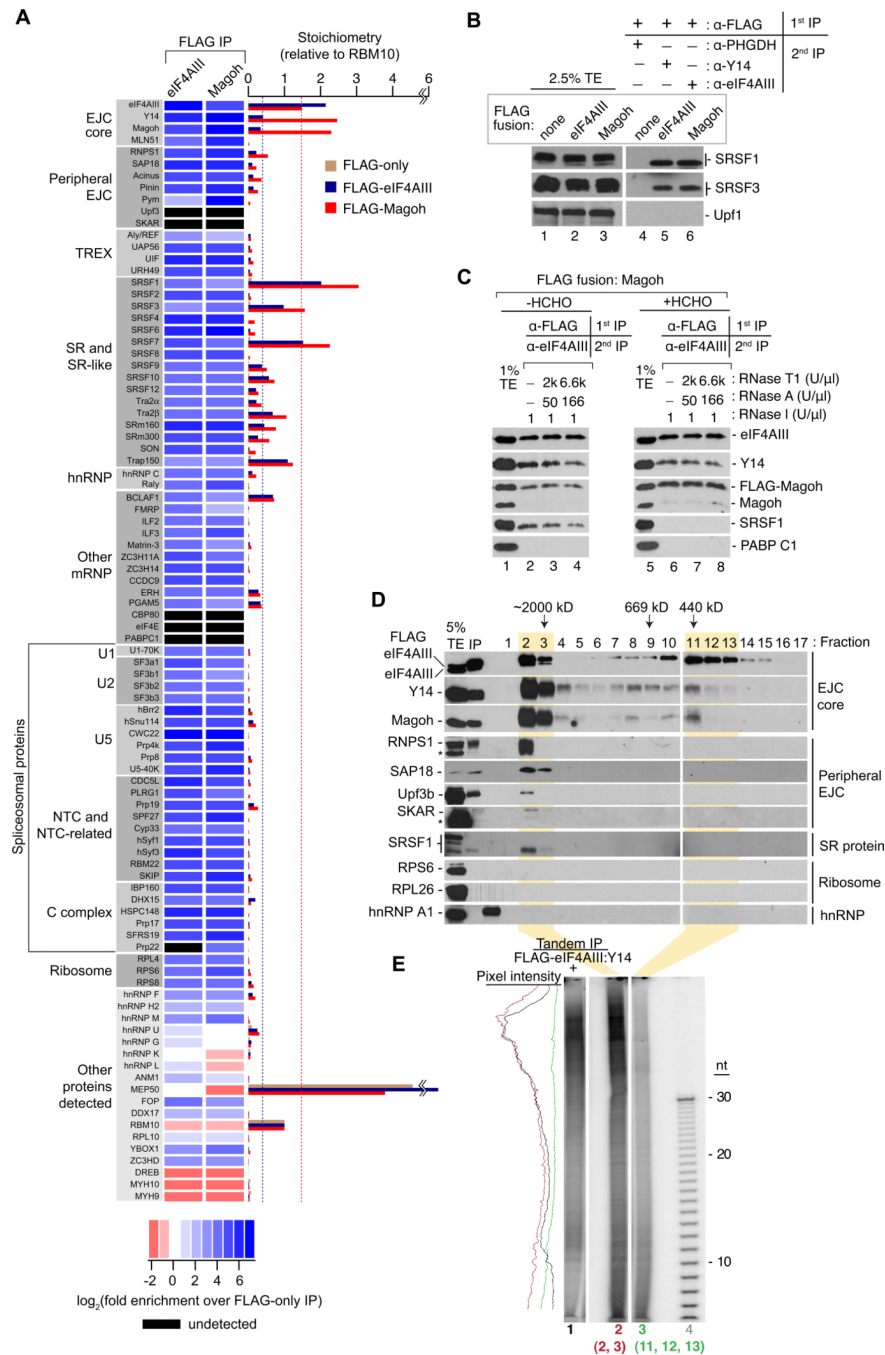 A
FLAG IP
eIF4AIII
Magoh
Stoichiometry
(relative to RBM10)
0 1 2 3 4 6
FLAG-only
FLAG-eIF4AIII
FLAG-Magoh
EJC
core
eIF4AIII
Y14
Magoh
MLN51
Peripheral
EJC
RNPS1
SAP18
Acinus
Pinin
Pym
Upf3
SKAR
TREX
Aly/REF
UAP56
UIF
URH49
SR and
SR-like
SRSF1
SRSF2
SRSF3
SRSF4
SRSF6
SRSF7
SRSF8
SRSF9
SRSF10
SRSF12
Tra2α
Tra2β
SRm160
SRm300
SON
Trap150
hnRNP
hnRNP C
Raly
Other
mRNP
BCLAF1
FMRP
ILF2
ILF3
Matrin-3
ZC3H11A
ZC3H14
CCDC9
ERH
PGAM5
CBP80
eIF4E
PABPC1
Spliceosomal proteins
U1
U1-70K
U2
SF3a1
SF3b1
SF3b2
SF3b3
U5
hBrr2
hSnu114
CWC22
Prp4k
Prp8
U5-40K
NTC and
NTC-related
CDC5L
PLRG1
Prp19
SPF27
Cyp33
hSyf1
hSyf3
RBM22
SKIP
C complex
IBP160
DHX15
HSPC148
Prp17
SFRS19
Prp22
Ribosome
RPL4
RPS6
RPS8
Other
proteins
detected
hnRNP F
hnRNP H2
hnRNP M
hnRNP U
hnRNP G
hnRNP K
hnRNP L
ANM1
MEP50
FOP
DDX17
RBM10
RPL10
YBOX1
ZC3HD
DREB
MYH10
MYH9
-2 0 2 4 6
log2(fold enrichment over FLAG-only IP)
undetected
B
+ + + : α-FLAG 1st IP
+ – – : α-PHGDH 2nd IP
– + – : α-Y14
– – + : α-eIF4AIII
2.5% TE
FLAG
fusion:
none eIF4AIII Magoh none eIF4AIII Magoh
SRSF1
SRSF3
Upf1
1 2 3 4 5 6
C
FLAG fusion: Magoh
-HCHO +HCHO
α-FLAG 1st IP α-FLAG 1st IP
α-eIF4AIII 2nd IP α-eIF4AIII 2nd IP
1%
TE
1%
TE
– 2k 6.6k – 2k 6.6k : RNase T1 (U/µl)
– 50 166 – 50 166 : RNase A (U/µl)
1 1 1 1 1 1 : RNase I (U/µl)
eIF4AIII
Y14
FLAG-Magoh
Magoh
SRSF1
PABP C1
1 2 3 4 5 6 7 8
D
~2000 kD 669 kD 440 kD
5%
TE IP 1 2 3 4 5 6 7 8 9 10 11 12 13 14 15 16 17 : Fraction
FLAG
eIF4AIII
eIF4AIII
Y14
Magoh
EJC
core
RNPS1
*
SAP18
Upf3b
SKAR
*
Peripheral
EJC
SRSF1
SR protein
RPS6
RPL26
Ribosome
hnRNP A1
hnRNP
E
Tandem IP
FLAG-eIF4AIII:Y14
Pixel intensity
+
nt
30
20
10
1 2 3 4
(2, 3) (11, 12, 13)